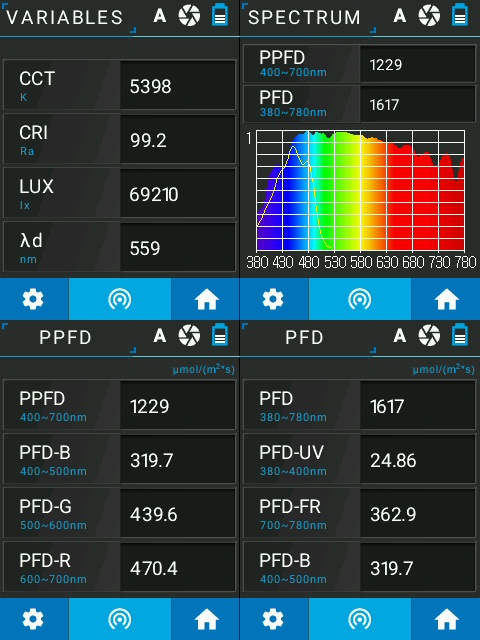 VARIABLES A
CCT
K
5398
CRI
Ra
99.2
LUX
lx
69210
λd
nm
559
SPECTRUM A
PPFD
400~700nm
1229
PFD
380~780nm
1617
1
380 430 480 530 580 630 680 730 780
PPFD A
µmol/(m²*s)
PPFD
400~700nm
1229
PFD-B
400~500nm
319.7
PFD-G
500~600nm
439.6
PFD-R
600~700nm
470.4
PFD A
µmol/(m²*s)
PFD
380~780nm
1617
PFD-UV
380~400nm
24.86
PFD-FR
700~780nm
362.9
PFD-B
400~500nm
319.7